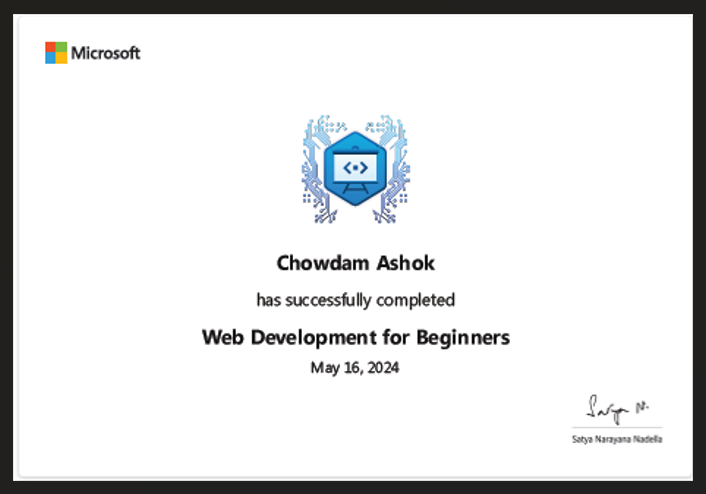 Microsoft
Chowdam Ashok
has successfully completed
Web Development for Beginners
May 16, 2024
Satya N.
Satya Narayana Nadella